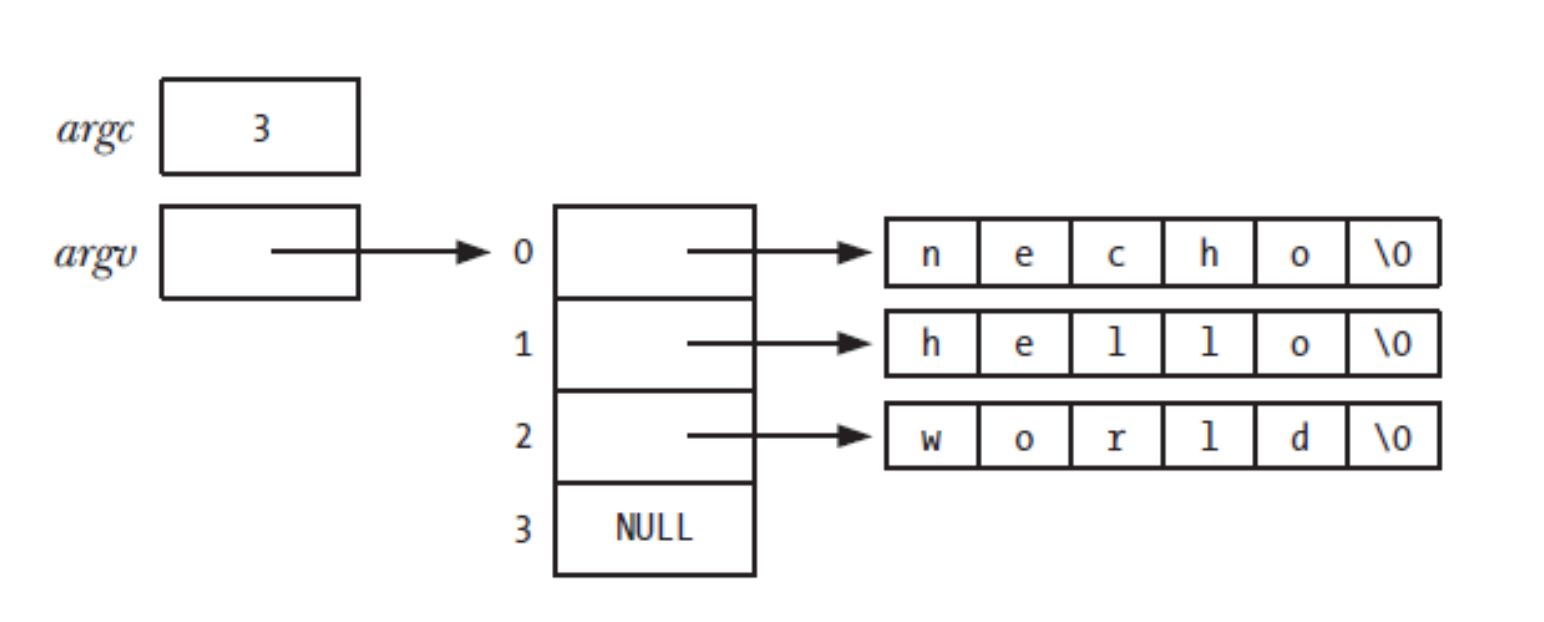 argc 3
argv 0 n e c h o \0
1 h e l l o \0
2 w o r l d \0
3 NULL